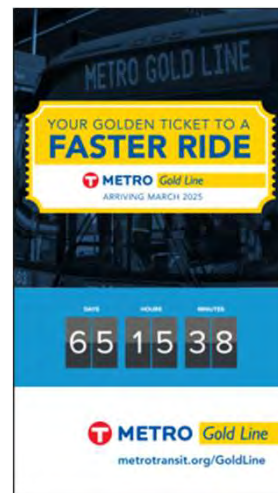 METRO GOLD LINE
YOUR GOLDEN TICKET TO A
FASTER RIDE
T METRO Gold Line
ARRIVING MARCH 2025
DAYS HOURS MINUTES
65 15 38
T METRO Gold Line
metrotransit.org/GoldLine